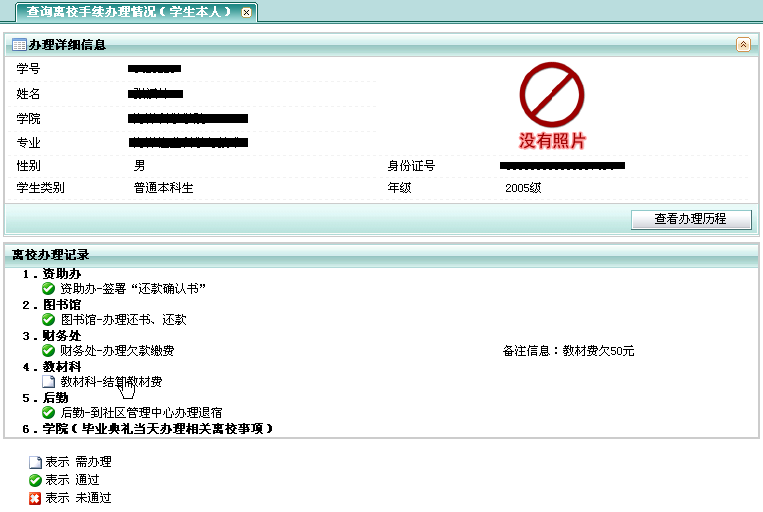 查询离校手续办理情况（学生本人）
办理详细信息
学号
姓名
学院
专业
没有照片
性别 男 身份证号
学生类别 普通本科生 年级 2005级
查看办理历程
离校办理记录
1．资助办
资助办-签署“还款确认书”
2．图书馆
图书馆-办理还书、还款
3．财务处
财务处-办理欠款缴费 备注信息：教材费欠50元
4．教材科
教材科-结算教材费
5．后勤
后勤-到社区管理中心办理退宿
6．学院（毕业典礼当天办理相关离校事项）
表示 需办理
表示 通过
表示 未通过